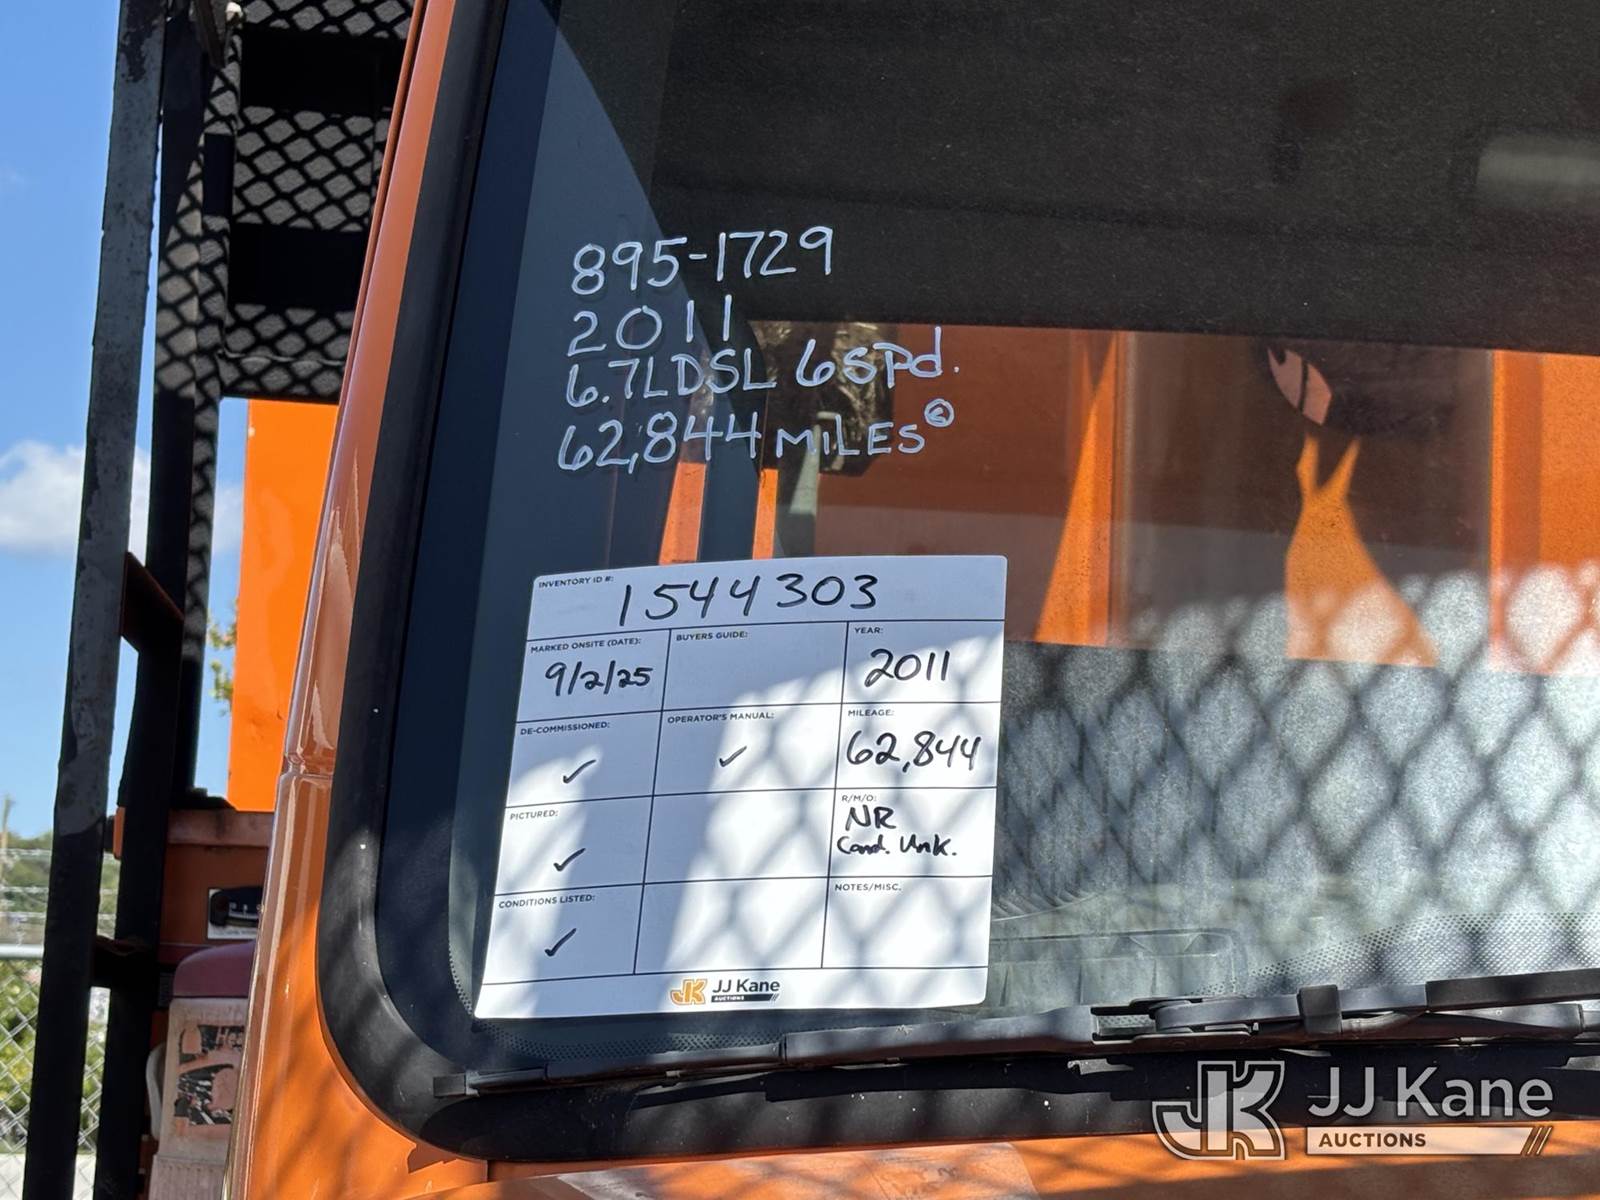 895-1729
2011
6.7LDSL 6SPd.
62,844 MILES ©
INVENTORY ID #: 1544303
MARKED ONSITE (DATE): 9/2/25
BUYERS GUIDE:
YEAR: 2011
DE-COMMISSIONED: ✓
OPERATOR'S MANUAL: ✓
MILEAGE: 62,844
PICTURED: ✓
R/M/O: NR
Cond. Unk.
CONDITIONS LISTED: ✓
NOTES/MISC.
JK JJ Kane
AUCTIONS
JK JJ Kane
AUCTIONS